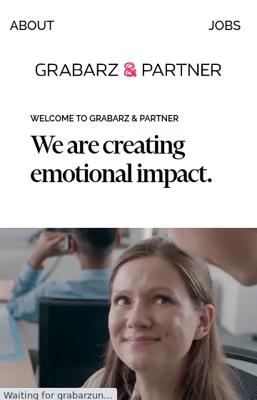 ABOUT
JOBS
GRABARZ & PARTNER
WELCOME TO GRABARZ & PARTNER
We are creating
emotional impact.
Waiting for grabarzun...